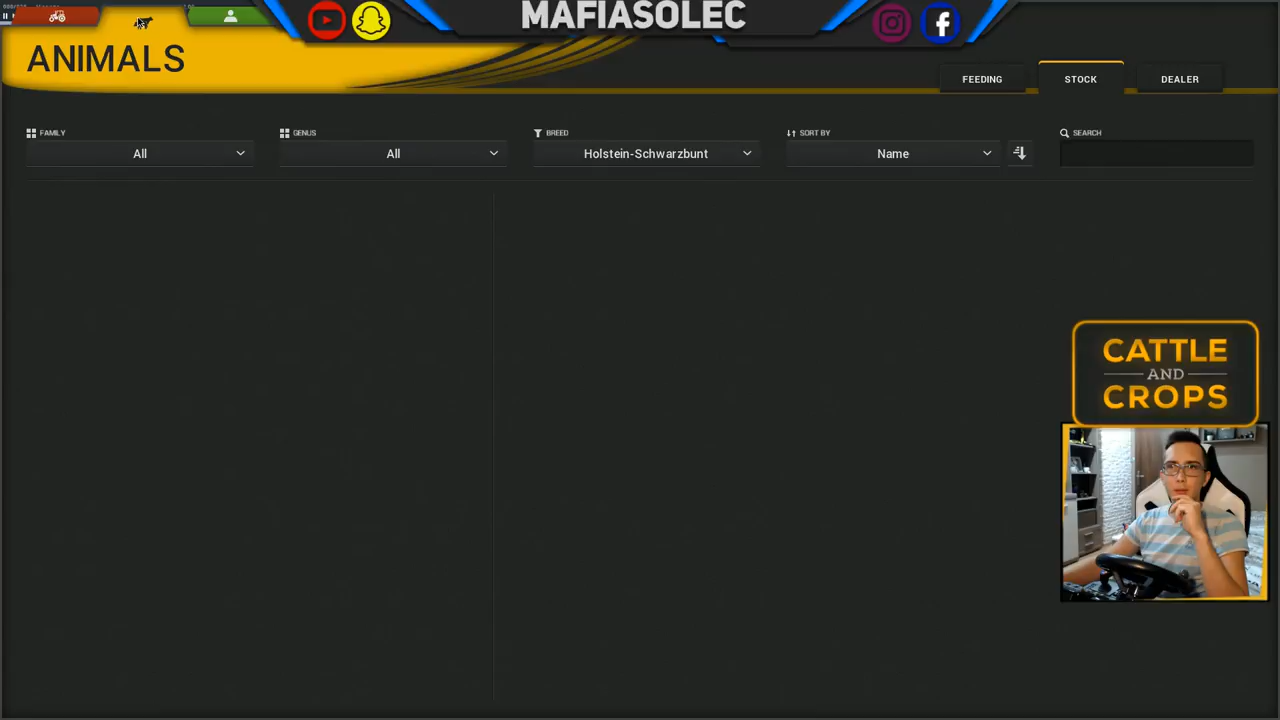 MAFIASOLEC
ANIMALS
FEEDING
STOCK
DEALER
FAMILY
GENUS
BREED
SORT BY
SEARCH
All
All
Holstein-Schwarzbunt
Name
CATTLE
AND
CROPS